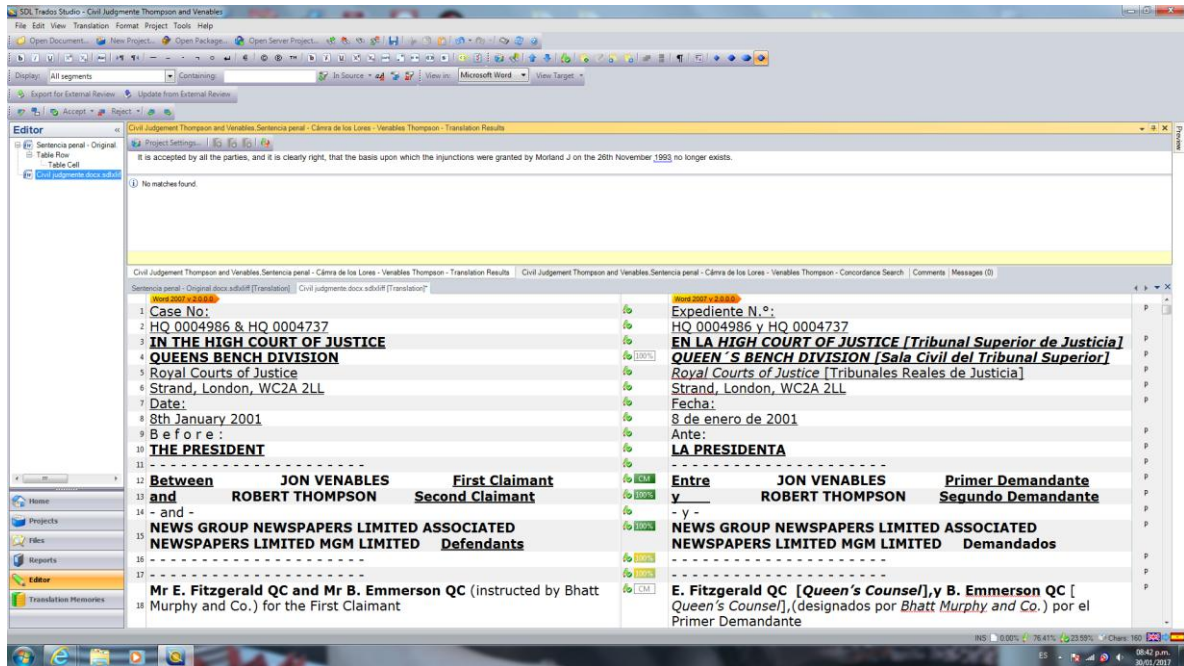 SDL Trados Studio - Civil Judgmente Thompson and Venables
File Edit View Translation Format Project Tools Help
Open Document... New Project... Open Package... Open Server Project...
Display: All segments Containing: In Source View in: Microsoft Word View Target
Export for External Review Update from External Review
Accept Reject
Editor
Civil Judgement Thompson and Venables,Sentencia penal - Cámra de los Lores - Venables Thompson - Translation Results
Preview
Sentencia penal - Original
Table Row
Table Cell
Civil judgmente.docx.sdlxliff
Project Settings...
It is accepted by all the parties, and it is clearly right, that the basis upon which the injunctions were granted by Morland J on the 26th November 1993 no longer exists.
No matches found.
Civil Judgement Thompson and Venables,Sentencia penal - Cámra de los Lores - Venables Thompson - Translation Results
Civil Judgement Thompson and Venables,Sentencia penal - Cámra de los Lores - Venables Thompson - Concordance Search
Comments
Messages (0)
Sentencia penal - Original.docx.sdlxliff [Translation] Civil judgmente.docx.sdlxliff [Translation]*
Word 2007 v 2.0.0.0 Word 2007 v 2.0.0.0
1 Case No: Expediente N.º: P
2 HQ 0004986 & HQ 0004737 HQ 0004986 y HQ 0004737
3 IN THE HIGH COURT OF JUSTICE EN LA HIGH COURT OF JUSTICE [Tribunal Superior de Justicia] P
4 QUEENS BENCH DIVISION 100% QUEEN´S BENCH DIVISION [Sala Civil del Tribunal Superior] P
5 Royal Courts of Justice Royal Courts of Justice [Tribunales Reales de Justicia] P
6 Strand, London, WC2A 2LL Strand, London, WC2A 2LL P
7 Date: Fecha: P
8 8th January 2001 8 de enero de 2001
9 B e f o r e : Ante: P
10 THE PRESIDENT LA PRESIDENTA P
11 - - - - - - - - - - - - - - - - - - - - - - - - - - - - - - - - - - - - - - - - - -
12 Between JON VENABLES First Claimant CM Entre JON VENABLES Primer Demandante P
13 and ROBERT THOMPSON Second Claimant 100% y ROBERT THOMPSON Segundo Demandante P
14 - and - - y - P
15 NEWS GROUP NEWSPAPERS LIMITED ASSOCIATED 100% NEWS GROUP NEWSPAPERS LIMITED ASSOCIATED P
NEWSPAPERS LIMITED MGM LIMITED Defendants NEWSPAPERS LIMITED MGM LIMITED Demandados
16 - - - - - - - - - - - - - - - - - - - - - 100% - - - - - - - - - - - - - - - - - - - - - P
17 - - - - - - - - - - - - - - - - - - - - - 100% - - - - - - - - - - - - - - - - - - - - - P
18 Mr E. Fitzgerald QC and Mr B. Emmerson QC (instructed by Bhatt CM E. Fitzgerald QC [Queen's Counsel],y B. Emmerson QC [ P
Murphy and Co.) for the First Claimant Queen's Counsel],(designados por Bhatt Murphy and Co.) por el
Primer Demandante
Home
Projects
Files
Reports
Editor
Translation Memories
INS 0.00% 76.41% 23.59% Chars: 160
ES 08:42 p.m.
30/01/2017